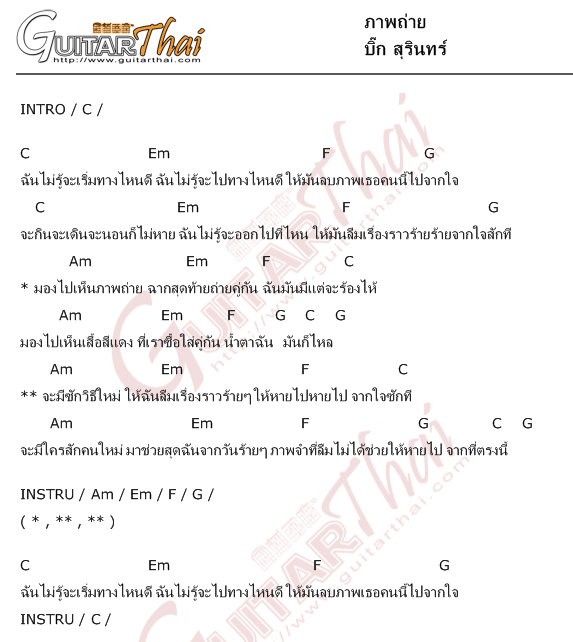 GUITARThai
http://www.guitarthai.com
ภาพถ่าย
บิ๊ก สุรินทร์
INTRO / C /
C Em F G
ฉันไม่รู้จะเริ่มทางไหนดี ฉันไม่รู้จะไปทางไหนดี ให้มันลบภาพเธอคนนี้ไปจากใจ
C Em F G
จะกินจะเดินจะนอนก็ไม่หาย ฉันไม่รู้จะออกไปที่ไหน ให้มันลืมเรื่องราวร้ายร้ายจากใจสักที
Am Em F C
* มองไปเห็นภาพถ่าย ฉากสุดท้ายถ่ายคู่กัน ฉันมันมีแต่จะร้องไห้
Am Em F G C G
มองไปเห็นเสื้อสีแดง ที่เราซื้อใส่คู่กัน น้ำตาฉัน มันก็ไหล
Am Em F C
** จะมีซักวิธีไหม่ ให้ฉันลืมเรื่องราวร้ายๆ ให้หายไปหายไป จากใจซักที
Am Em F G C G
จะมีใครสักคนไหม่ มาช่วยสุดฉันจากวันร้ายๆ ภาพจำที่ลืมไม่ได้ช่วยให้หายไป จากที่ตรงนี้
INSTRU / Am / Em / F / G /
( * , ** , ** )
C Em F G
ฉันไม่รู้จะเริ่มทางไหนดี ฉันไม่รู้จะไปทางไหนดี ให้มันลบภาพเธอคนนี้ไปจากใจ
INSTRU / C /